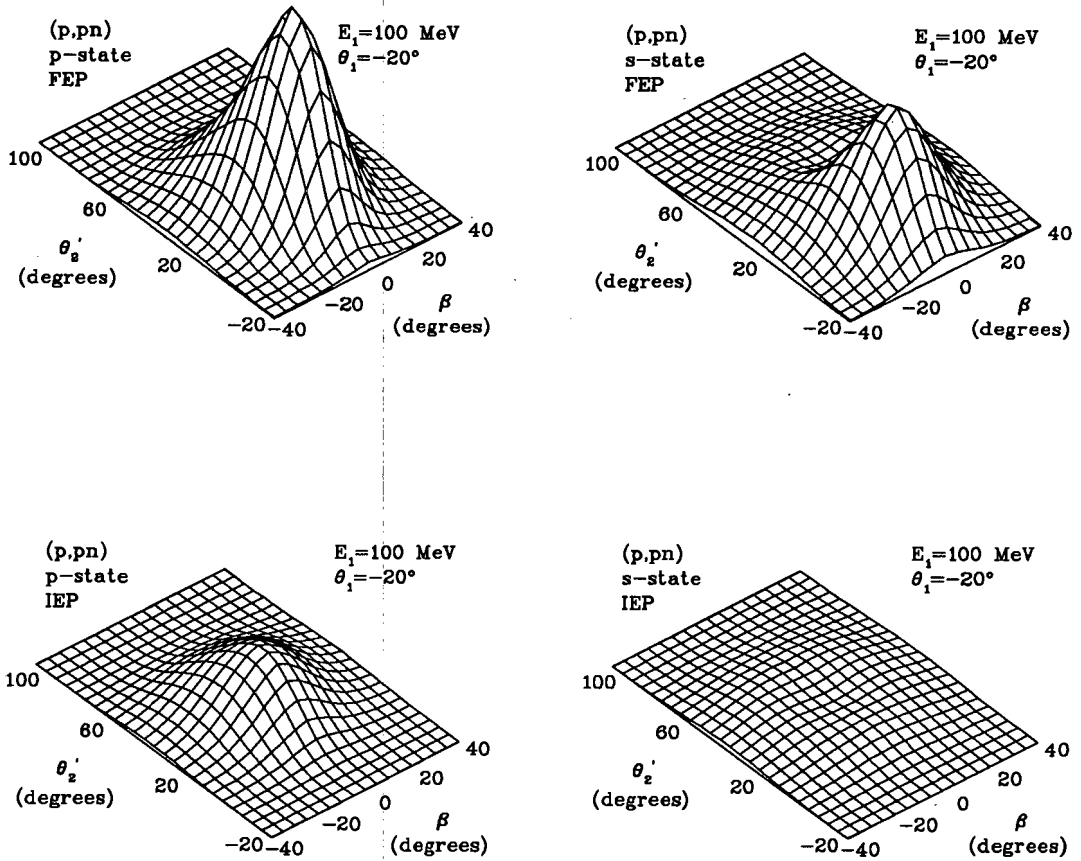 (p,pn)
p-state
FEP
E₁=100 MeV
θ₁=-20°
100
60
20
-20
θ₂'
(degrees)
-40
-20
0
20
40
β
(degrees)
(p,pn)
s-state
FEP
E₁=100 MeV
θ₁=-20°
100
60
20
-20
θ₂'
(degrees)
-40
-20
0
20
40
β
(degrees)
(p,pn)
p-state
IEP
E₁=100 MeV
θ₁=-20°
100
60
20
-20
θ₂'
(degrees)
-40
-20
0
20
40
β
(degrees)
(p,pn)
s-state
IEP
E₁=100 MeV
θ₁=-20°
100
60
20
-20
θ₂'
(degrees)
-40
-20
0
20
40
β
(degrees)